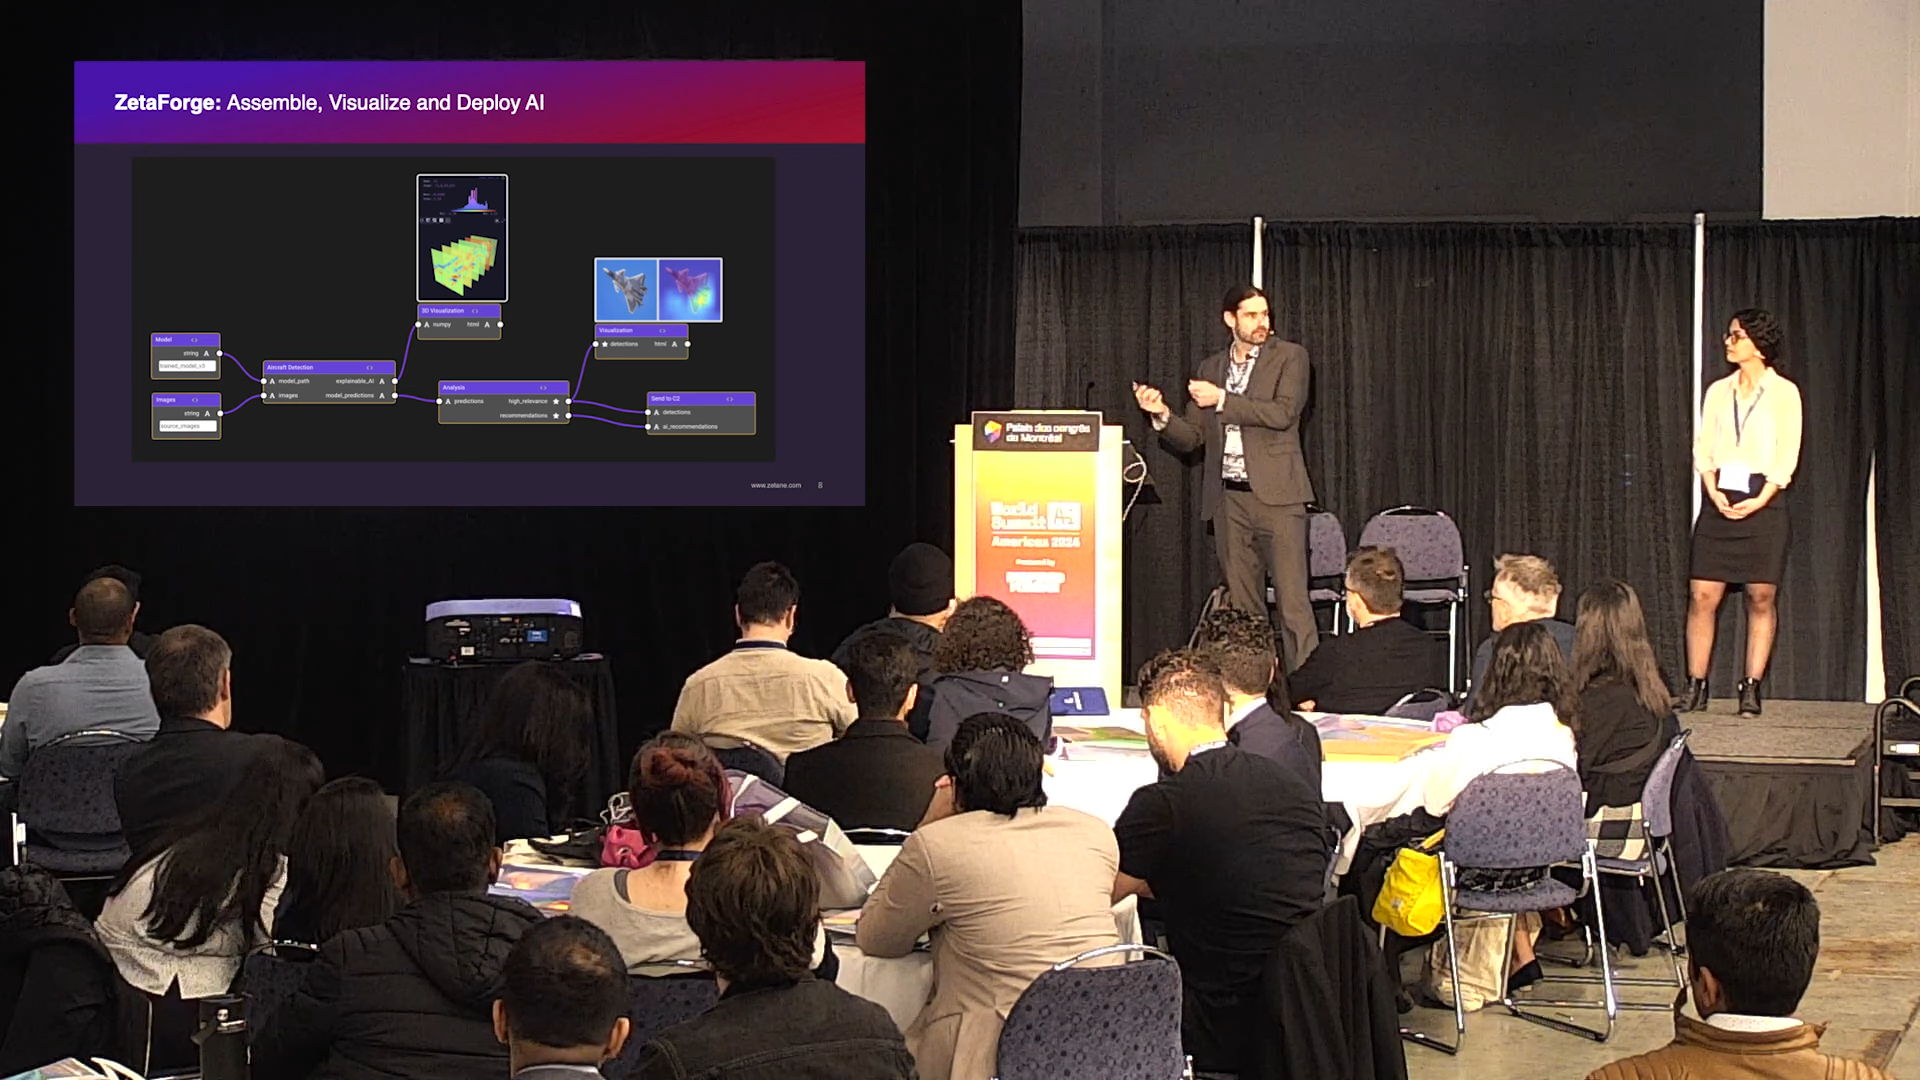 ZetaForge: Assemble, Visualize and Deploy AI
3D Visualization <>
numpy html
Visualization <>
detections html
Model <>
string
trained_model_v3
Images <>
string
source_images
Aircraft Detection <>
model_path explainable_AI
images model_predictions
Analysis <>
predictions high_relevance
recommendations
Send to C2 <>
detections
ai_recommendations
www.zetane.com 8
Palais des congrès
de Montréal
World
Summit AI
Americas 2024